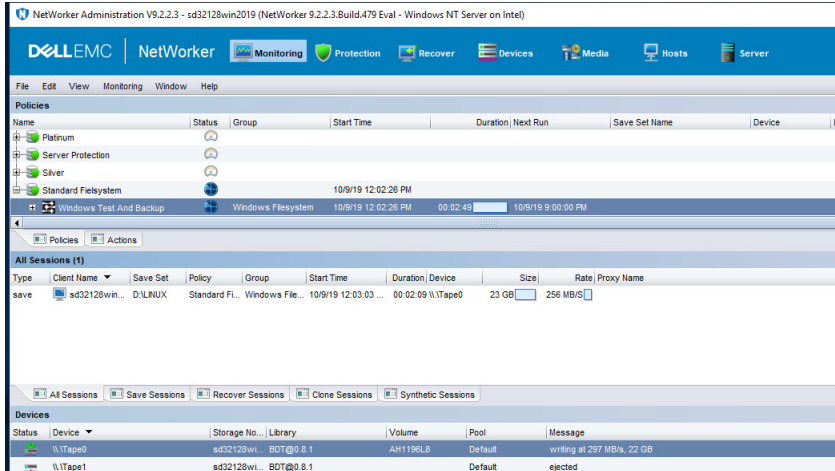 NetWorker Administration V9.2.2.3 - sd32128win2019 (NetWorker 9.2.2.3.Build.479 Eval - Windows NT Server on Intel)
DELLEMC NetWorker Monitoring Protection Recover Devices Media Hosts Server
File Edit View Monitoring Window Help
Policies
Name Status Group Start Time Duration Next Run Save Set Name Device
Platinum
Server Protection
Silver
Standard Fielsystem 10/9/19 12:02:26 PM
Windows Test And Backup Windows Filesystem 10/9/19 12:02:26 PM 00:02:49 10/9/19 9:00:00 PM
Policies Actions
All Sessions (1)
Type Client Name Save Set Policy Group Start Time Duration Device Size Rate Proxy Name
save sd32128win... D:\LINUX Standard Fi... Windows File... 10/9/19 12:03:03 ... 00:02:09 \\.\Tape0 23 GB 256 MB/S
All Sessions Save Sessions Recover Sessions Clone Sessions Synthetic Sessions
Devices
Status Device Storage No... Library Volume Pool Message
\\.\Tape0 sd32128wi... BDT@0.8.1 AH1196L8 Default writing at 297 MB/s, 22 GB
\\.\Tape1 sd32128wi... BDT@0.8.1 Default ejected